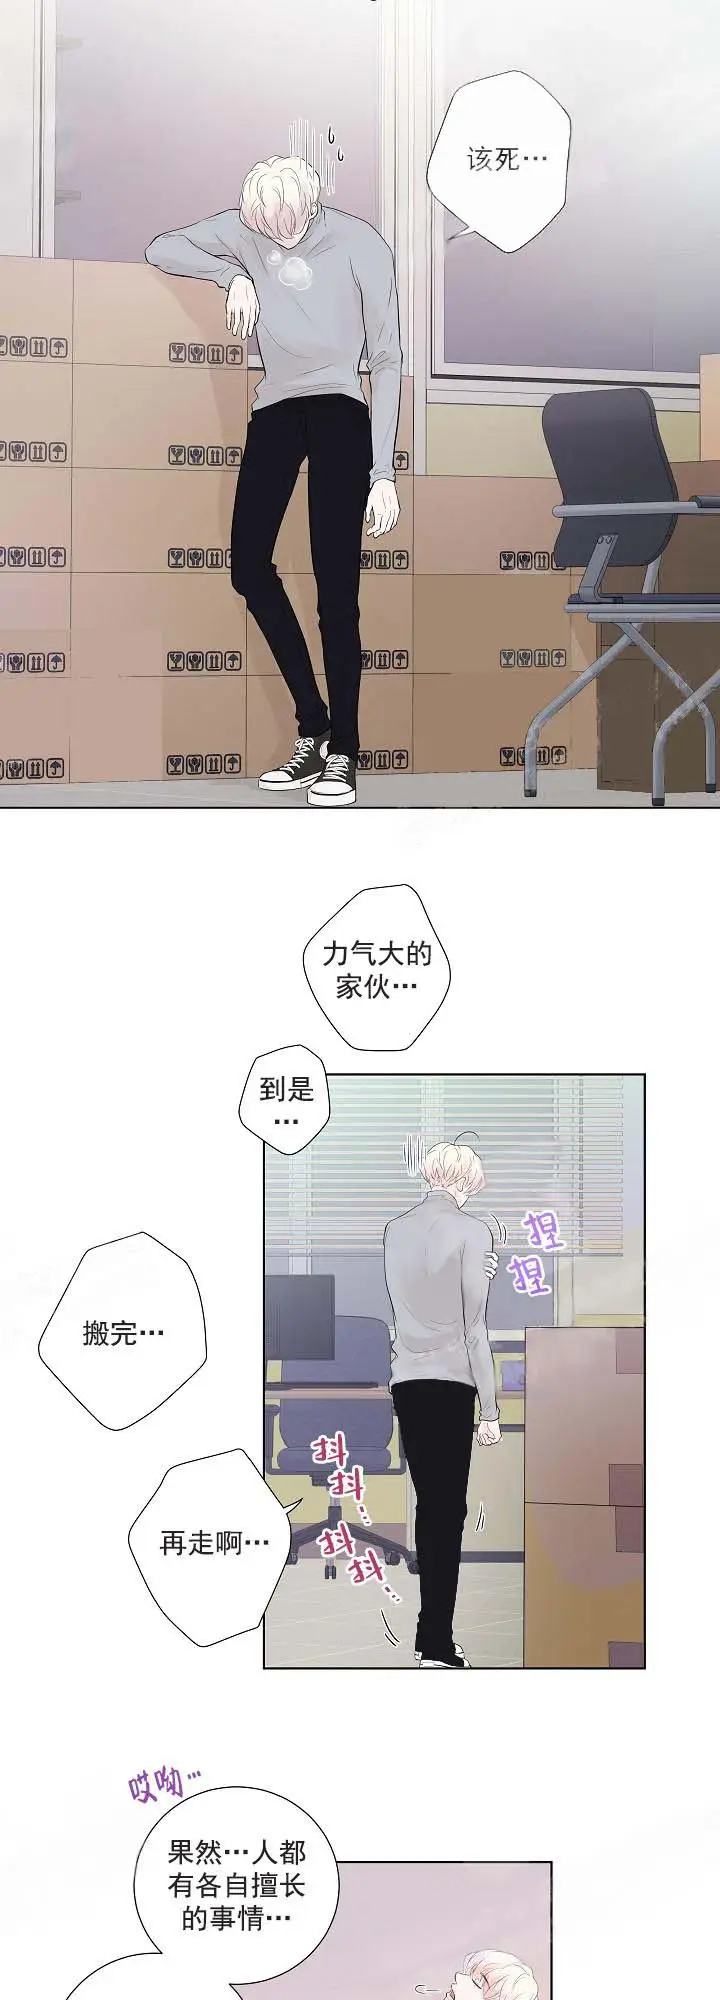 该死…
力气大的
家伙…
到是
…
捏
捏
搬完…
抖
抖…
抖
抖…
再走啊…
哎呦…
果然…人都
有各自擅长
的事情…